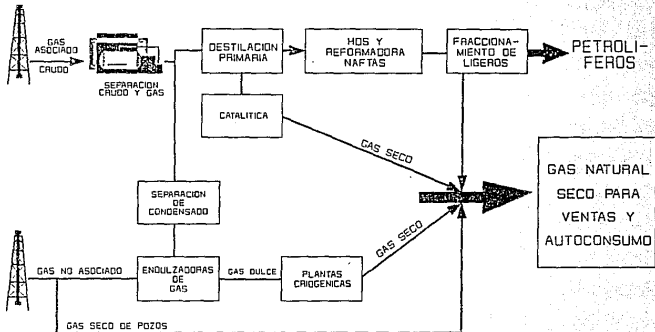 GAS
ASOCIADO
CRUDO
SEPARACION
CRUDO Y GAS
DESTILACION
PRIMARIA
HDS Y
REFORMADORA
NAFTAS
FRACCIONA-
MIENTO DE
LIGEROS
PETROLI-
FEROS
CATALITICA
GAS SECO
SEPARACION
DE
CONDENSADO
GAS NATURAL
SECO PARA
VENTAS Y
AUTOCONSUMO
GAS NO ASOCIADO
ENDULZADORAS
DE
GAS
GAS DULCE
PLANTAS
CRIOGENICAS
GAS SECO
GAS SECO DE POZOS